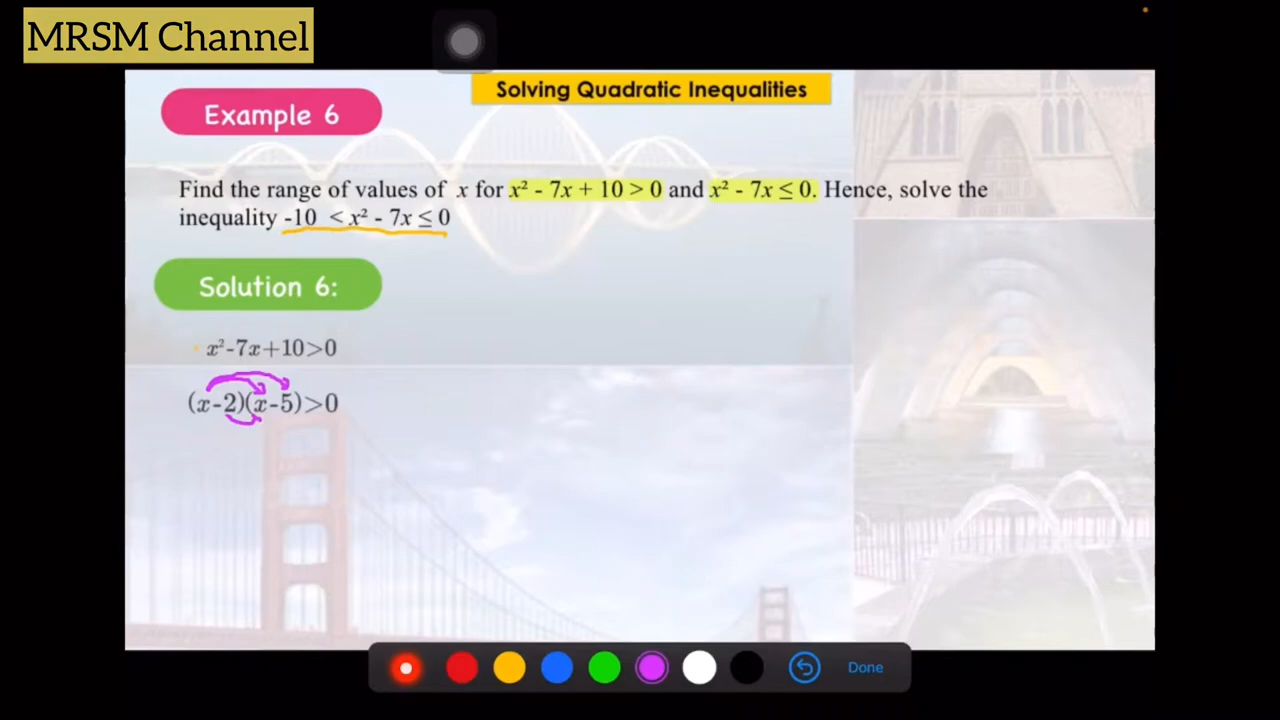 MRSM Channel
Solving Quadratic Inequalities
Example 6
Find the range of values of x for x² - 7x + 10 > 0 and x² - 7x ≤ 0. Hence, solve the
inequality -10 < x² - 7x ≤ 0
Solution 6:
x²-7x+10>0
(x-2)(x-5)>0
Done